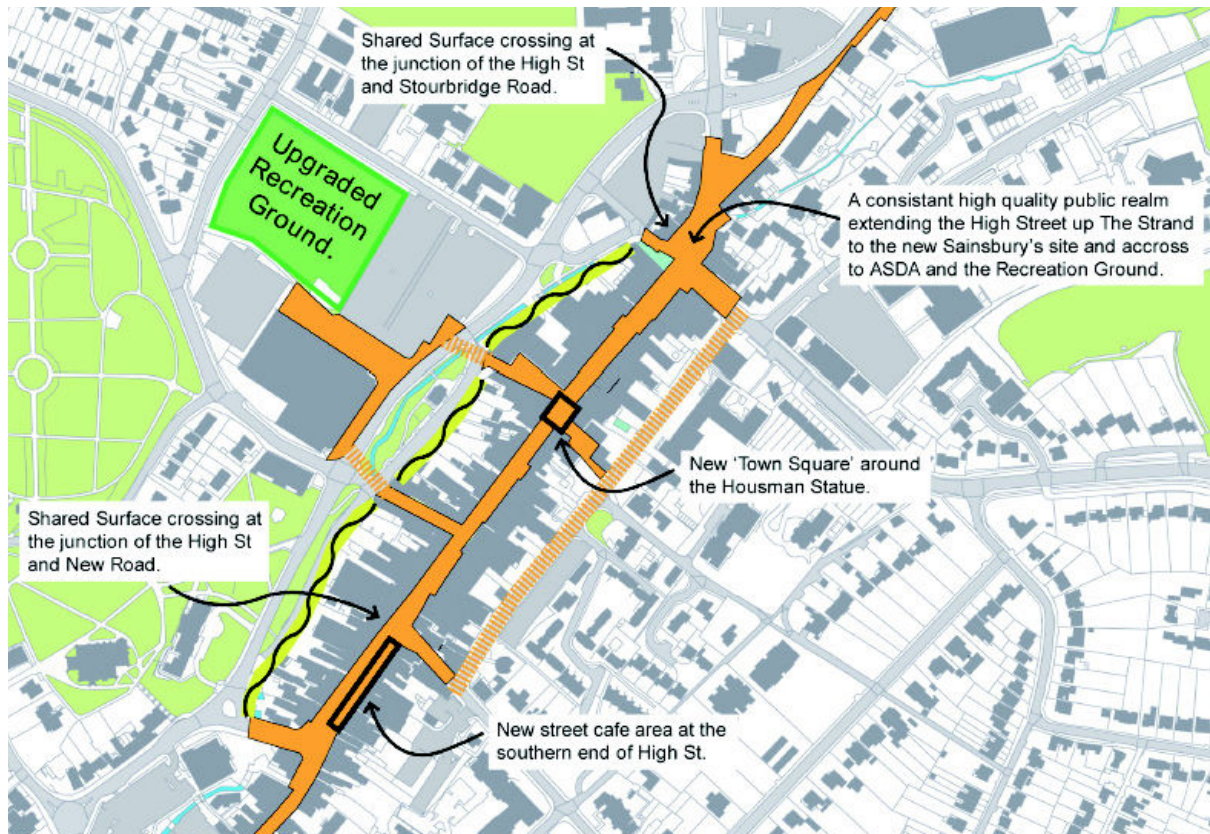 Shared Surface crossing at
the junction of the High St
and Stourbridge Road.
Upgraded
Recreation
Ground.
A consistant high quality public realm
extending the High Street up The Strand
to the new Sainsbury's site and accross
to ASDA and the Recreation Ground.
New 'Town Square' around
the Housman Statue.
Shared Surface crossing at
the junction of the High St
and New Road.
New street cafe area at the
southern end of High St.